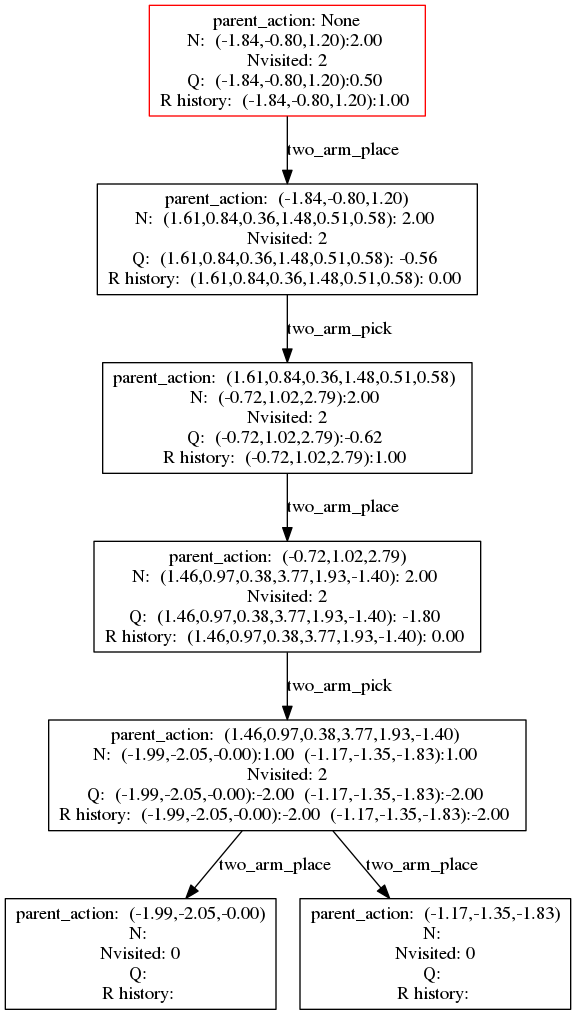 parent_action: None
N: (-1.84,-0.80,1.20):2.00
Nvisited: 2
Q: (-1.84,-0.80,1.20):0.50
R history: (-1.84,-0.80,1.20):1.00
two_arm_place
parent_action: (-1.84,-0.80,1.20)
N: (1.61,0.84,0.36,1.48,0.51,0.58): 2.00
Nvisited: 2
Q: (1.61,0.84,0.36,1.48,0.51,0.58): -0.56
R history: (1.61,0.84,0.36,1.48,0.51,0.58): 0.00
two_arm_pick
parent_action: (1.61,0.84,0.36,1.48,0.51,0.58)
N: (-0.72,1.02,2.79):2.00
Nvisited: 2
Q: (-0.72,1.02,2.79):-0.62
R history: (-0.72,1.02,2.79):1.00
two_arm_place
parent_action: (-0.72,1.02,2.79)
N: (1.46,0.97,0.38,3.77,1.93,-1.40): 2.00
Nvisited: 2
Q: (1.46,0.97,0.38,3.77,1.93,-1.40): -1.80
R history: (1.46,0.97,0.38,3.77,1.93,-1.40): 0.00
two_arm_pick
parent_action: (1.46,0.97,0.38,3.77,1.93,-1.40)
N: (-1.99,-2.05,-0.00):1.00 (-1.17,-1.35,-1.83):1.00
Nvisited: 2
Q: (-1.99,-2.05,-0.00):-2.00 (-1.17,-1.35,-1.83):-2.00
R history: (-1.99,-2.05,-0.00):-2.00 (-1.17,-1.35,-1.83):-2.00
two_arm_place
two_arm_place
parent_action: (-1.99,-2.05,-0.00)
N:
Nvisited: 0
Q:
R history:
parent_action: (-1.17,-1.35,-1.83)
N:
Nvisited: 0
Q:
R history: